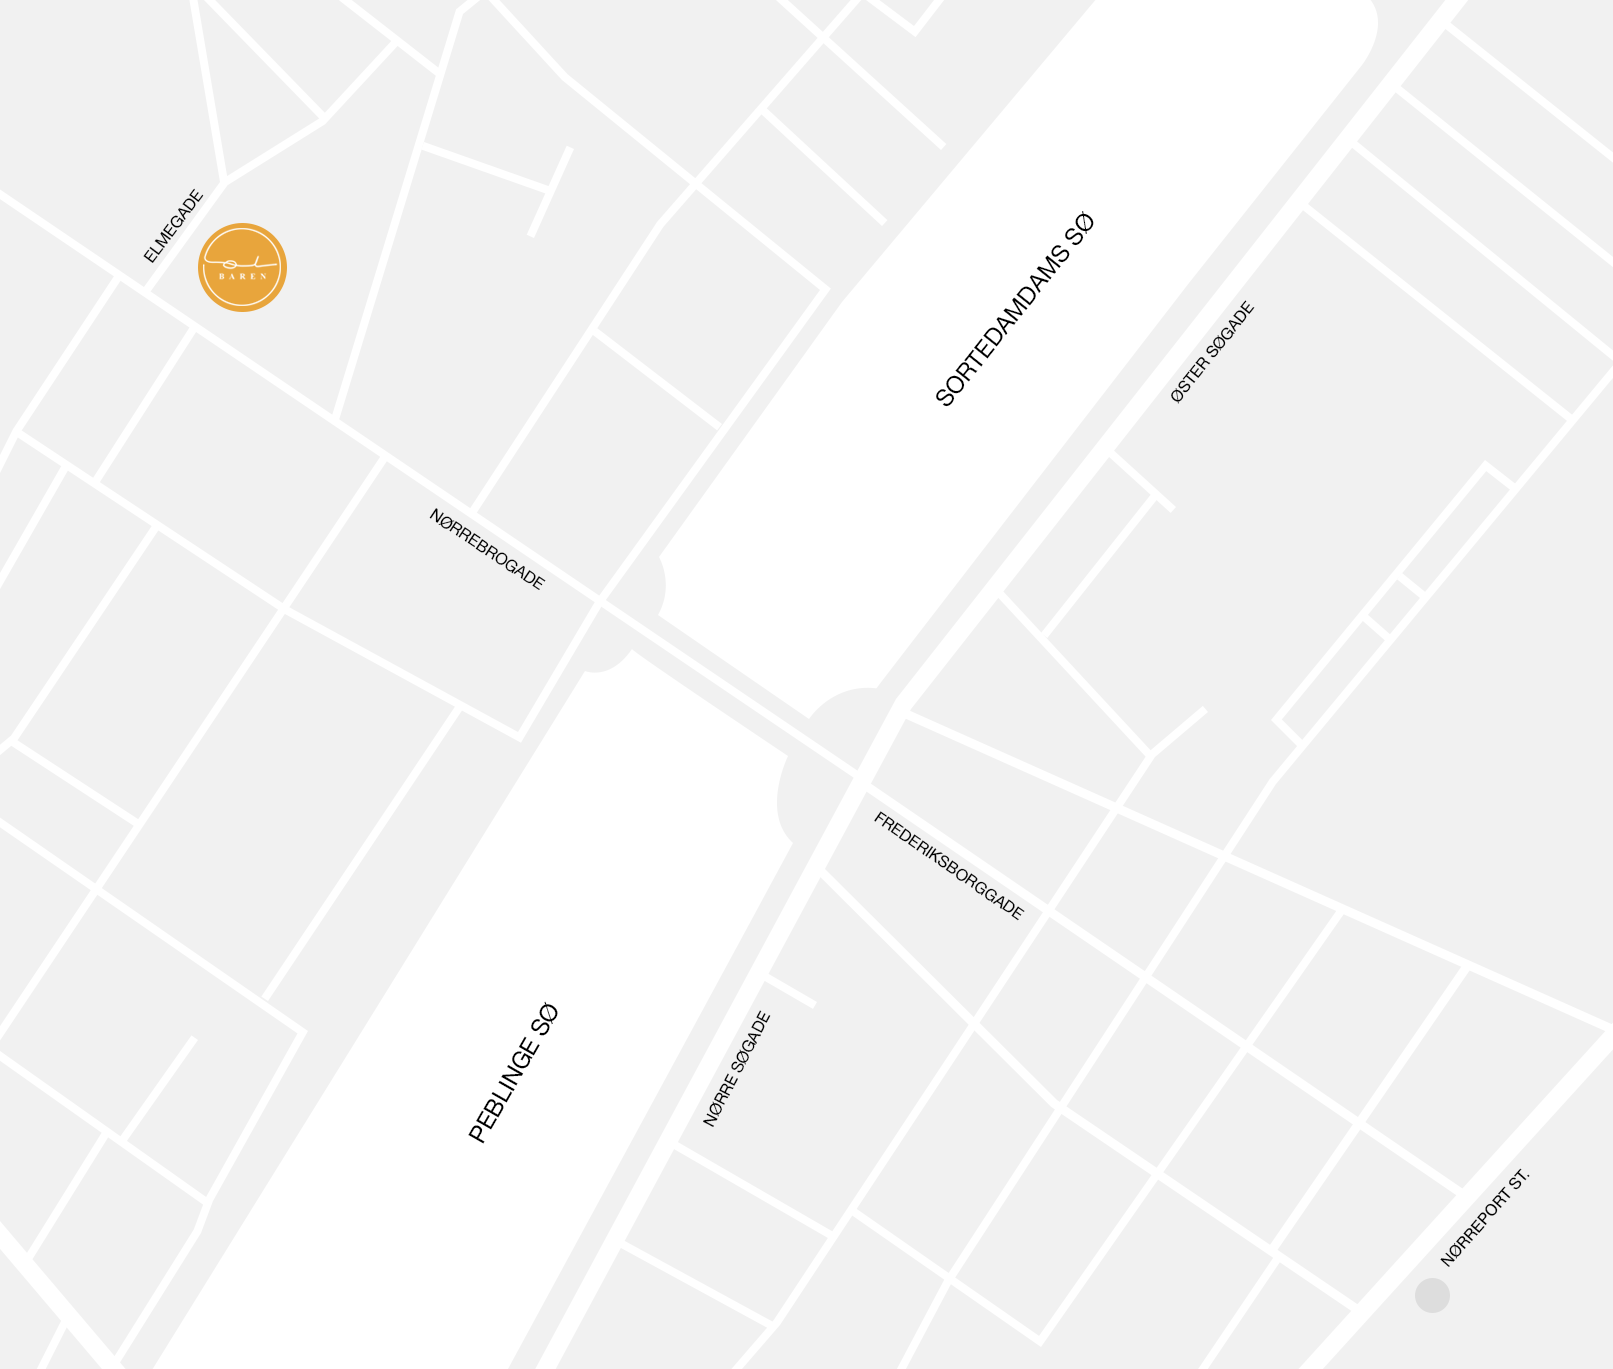 ELMEGADE
BAREN
SORTEDAMDAMS SØ
ØSTER SØGADE
NØRREBROGADE
FREDERIKSBORGGADE
PEBLINGE SØ
NØRRE SØGADE
NØRREPORT ST.